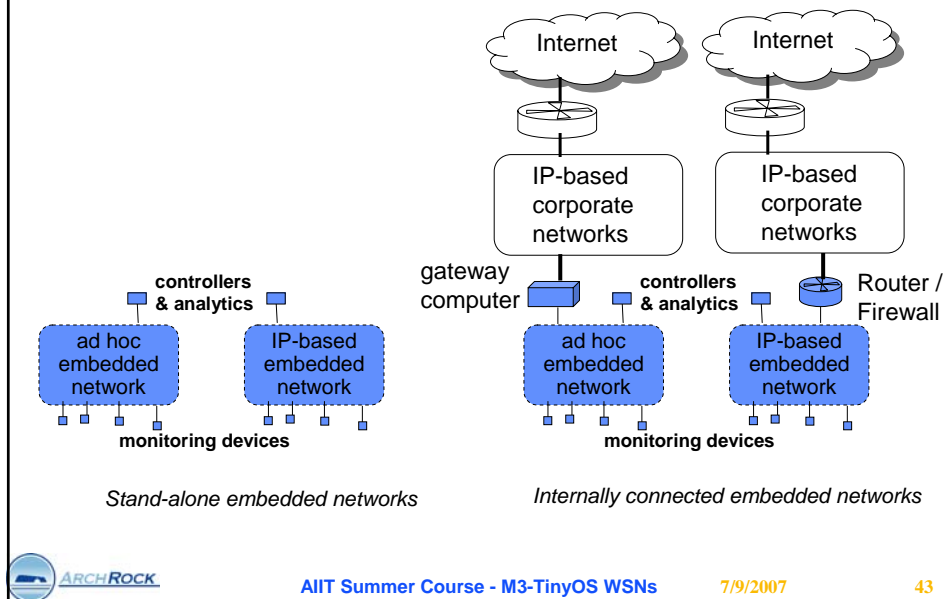 Internet
Internet
IP-based
corporate
networks
IP-based
corporate
networks
gateway
computer
controllers
& analytics
Router /
Firewall
controllers
& analytics
ad hoc
embedded
network
IP-based
embedded
network
ad hoc
embedded
network
IP-based
embedded
network
monitoring devices
monitoring devices
Stand-alone embedded networks
Internally connected embedded networks
ARCHROCK
AIIT Summer Course - M3-TinyOS WSNs
7/9/2007
43